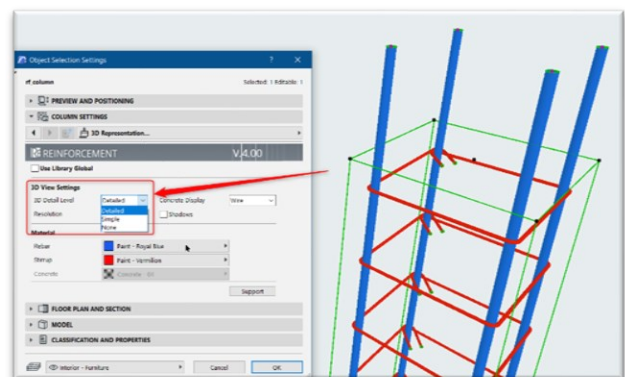 Object Selection Settings ? ×
rf column Selected: 1 Editable: 1
PREVIEW AND POSITIONING
COLUMN SETTINGS
3D Representation...
REINFORCEMENT V.4.00
Use Library Global
3D View Settings
3D Detail Level Detailed Concrete Display Wire
Detailed
Resolution Simple Shadows
None
Material
Rebar Paint - Royal Blue
Stirrup Paint - Vermilion
Concrete Concrete -
Support
FLOOR PLAN AND SECTION
MODEL
CLASSIFICATION AND PROPERTIES
Interior - Furniture Cancel OK